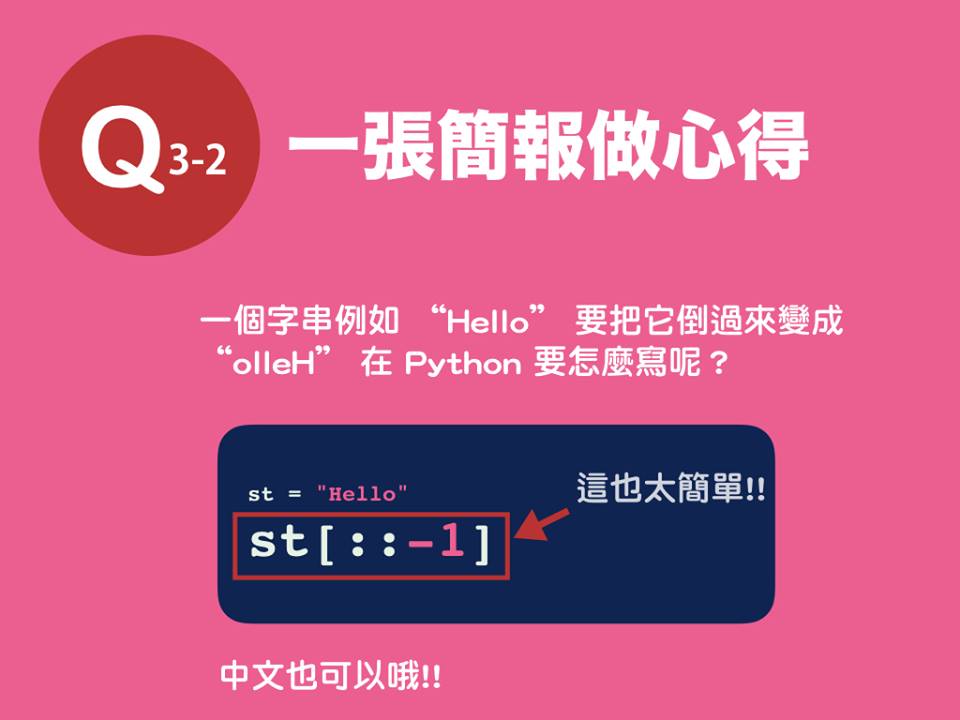 Q3-2
一張簡報做心得
一個字串例如 “Hello” 要把它倒過來變成
“olleH” 在 Python 要怎麼寫呢？
這也太簡單!!
st = "Hello"
st[::-1]
中文也可以哦!!